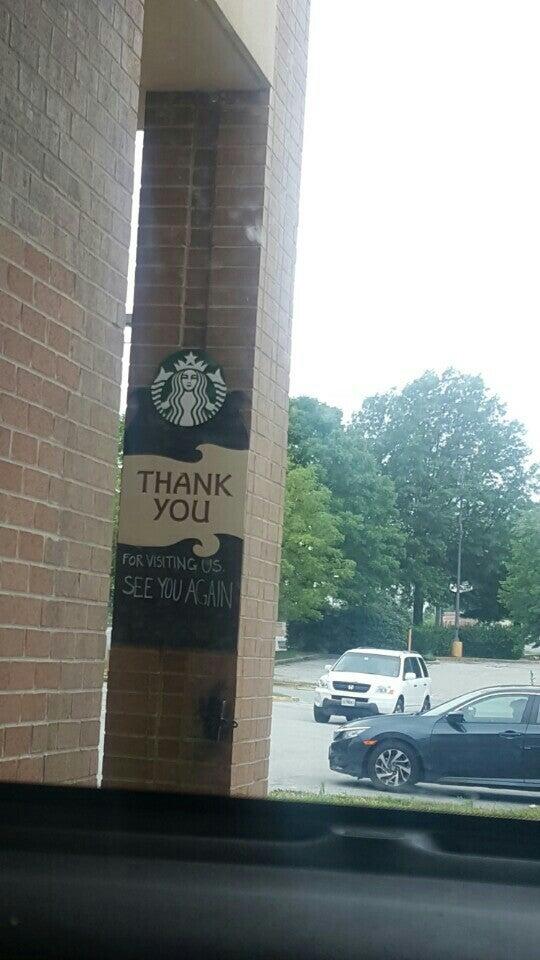 THANK
YOU
FOR VISITING US.
SEE YOU AGAIN